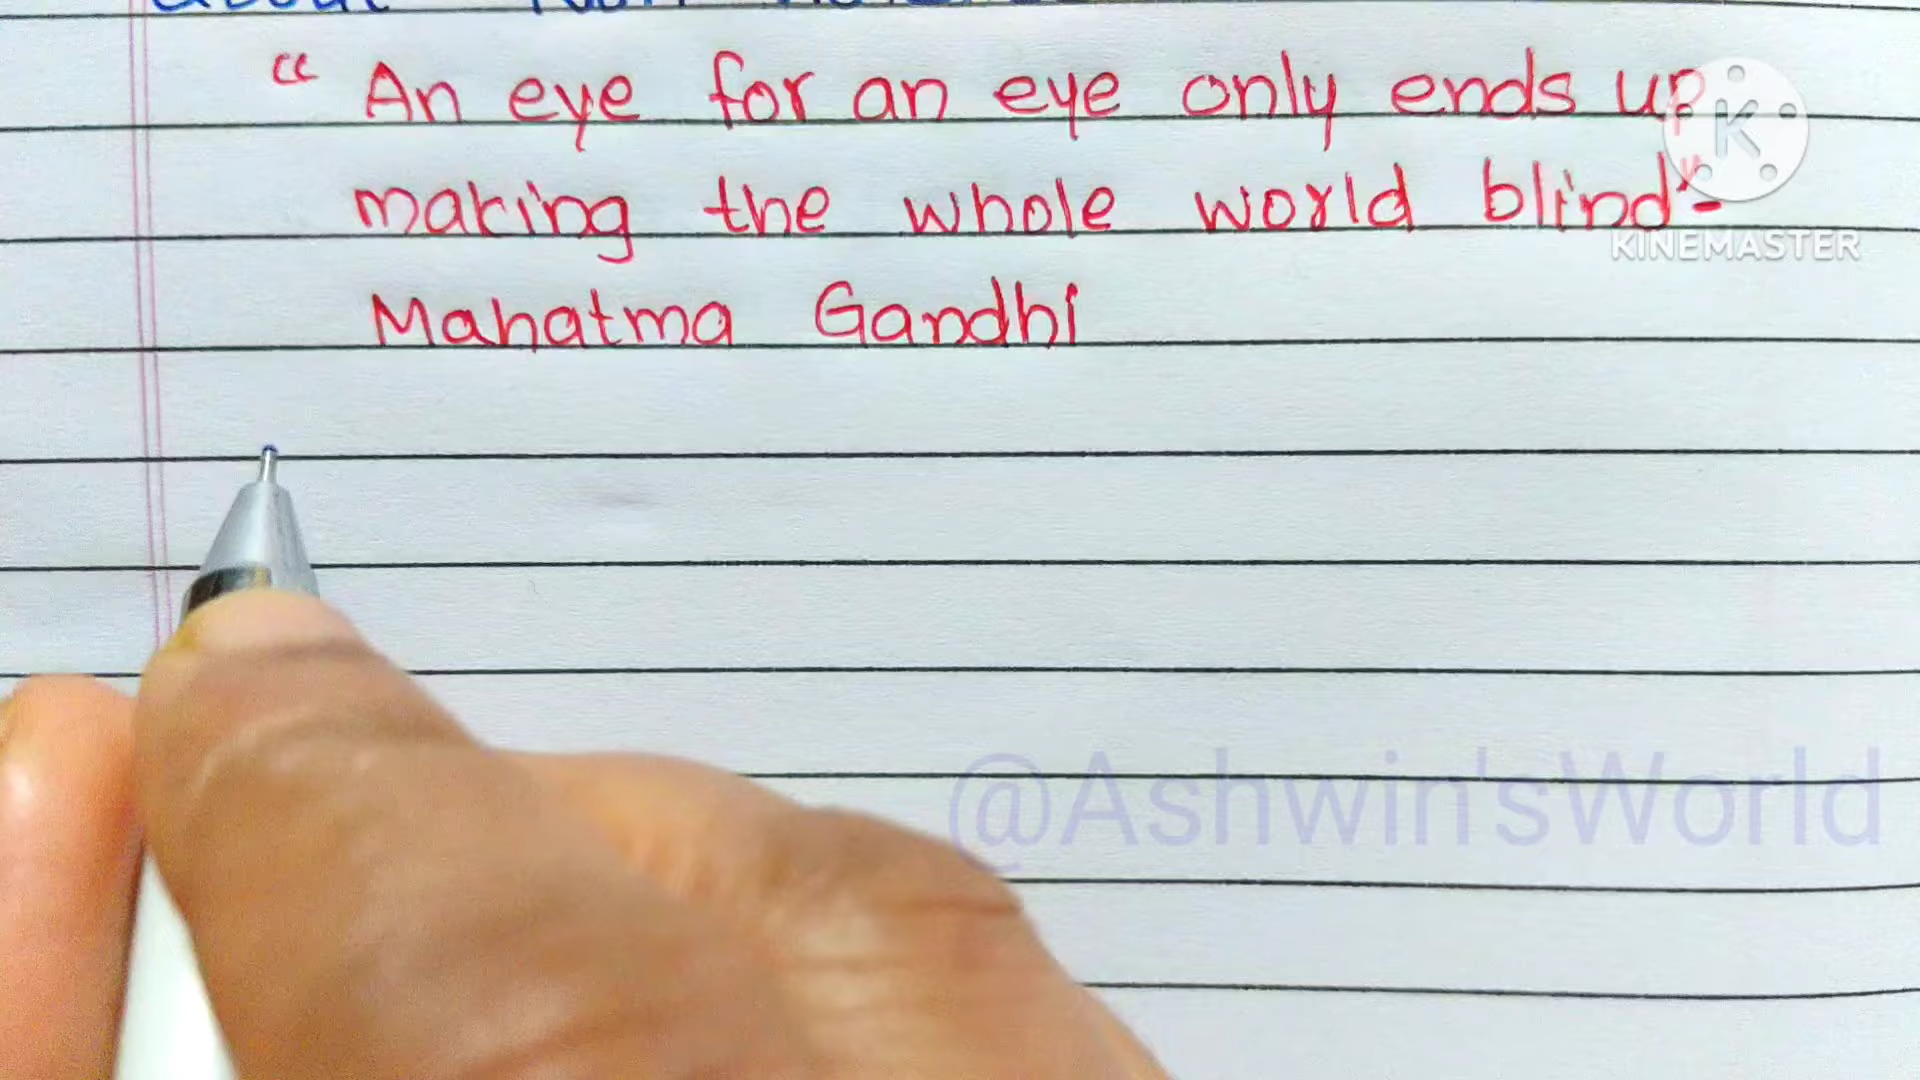 “ An eye for an eye only ends up
making the whole world blind”-
Mahatma Gandhi
KINEMASTER
@Ashwin'sWorld